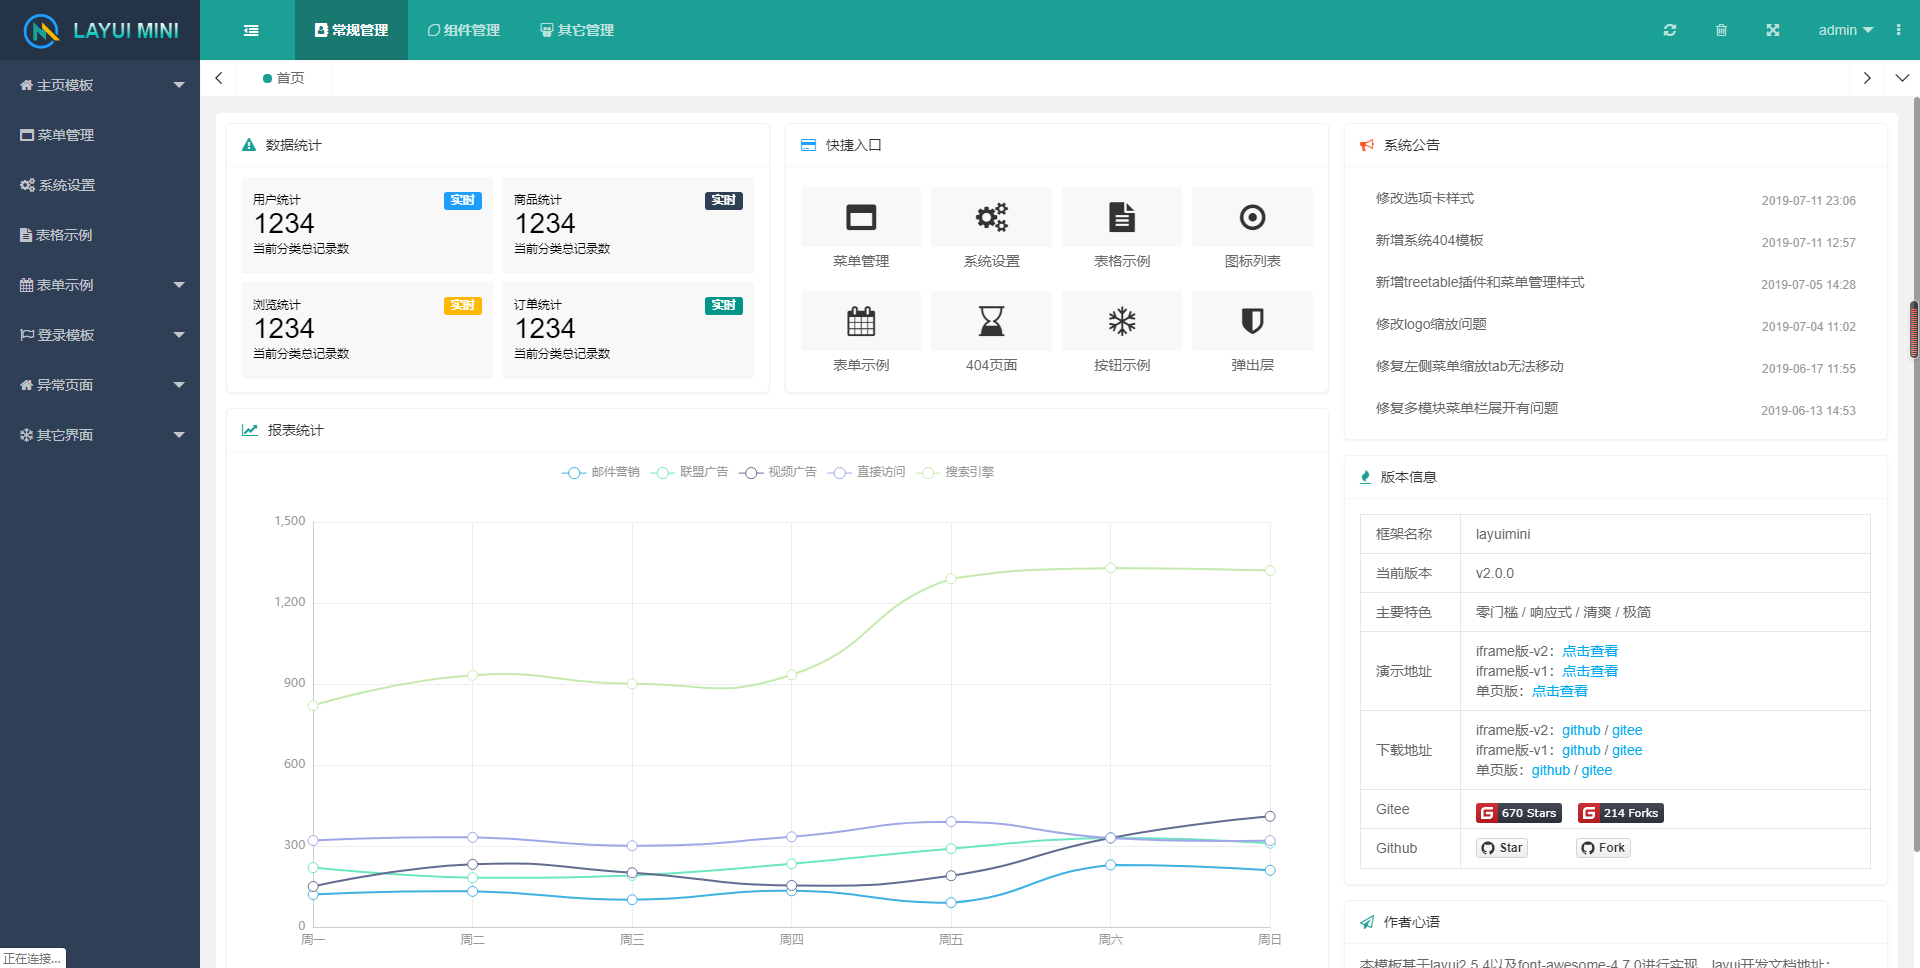 LAYUI MINI
常规管理
组件管理
其它管理
admin
主页模板
菜单管理
系统设置
表格示例
表单示例
登录模板
异常页面
其它界面
首页
数据统计
用户统计 实时
1234
当前分类总记录数
商品统计 实时
1234
当前分类总记录数
浏览统计 实时
1234
当前分类总记录数
订单统计 实时
1234
当前分类总记录数
快捷入口
菜单管理
系统设置
表格示例
图标列表
表单示例
404页面
按钮示例
弹出层
系统公告
修改选项卡样式 2019-07-11 23:06
新增系统404模板 2019-07-11 12:57
新增treetable插件和菜单管理样式 2019-07-05 14:28
修改logo缩放问题 2019-07-04 11:02
修复左侧菜单缩放tab无法移动 2019-06-17 11:55
修复多模块菜单栏展开有问题 2019-06-13 14:53
报表统计
邮件营销 联盟广告 视频广告 直接访问 搜索引擎
1,500
1,200
900
600
300
0
周一 周二 周三 周四 周五 周六 周日
版本信息
框架名称 layuimini
当前版本 v2.0.0
主要特色 零门槛 / 响应式 / 清爽 / 极简
演示地址
iframe版-v2：点击查看
iframe版-v1：点击查看
单页版：点击查看
下载地址
iframe版-v2：github / gitee
iframe版-v1：github / gitee
单页版：github / gitee
Gitee G 670 Stars G 214 Forks
Github Star Fork
作者心语
本模板基于layui2.5.4以及font-awesome-4.7.0进行实现。layui开发文档地址：
正在连接...